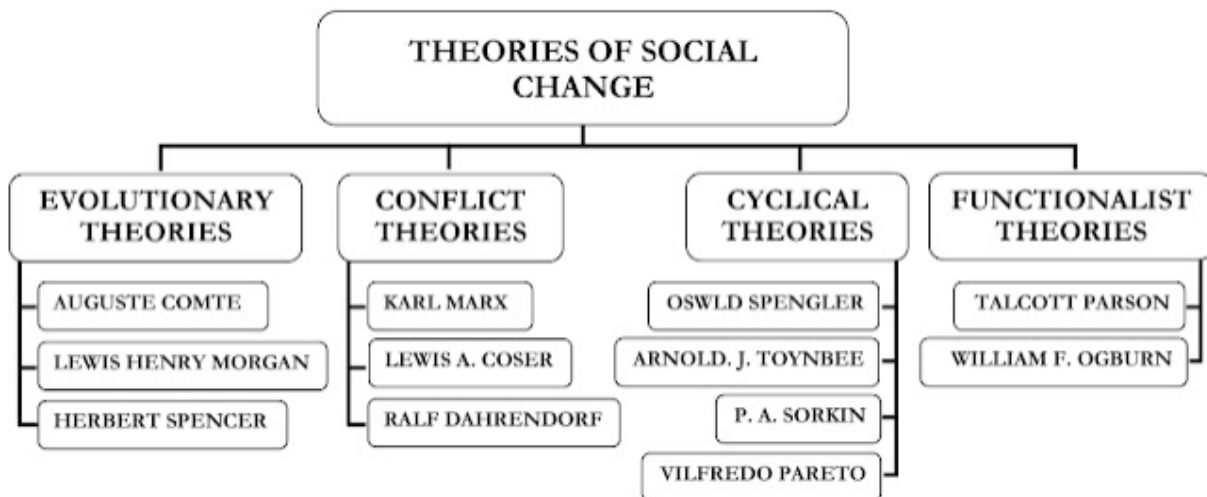 THEORIES OF SOCIAL
CHANGE
EVOLUTIONARY
THEORIES
AUGUSTE COMTE
LEWIS HENRY MORGAN
HERBERT SPENCER
CONFLICT
THEORIES
KARL MARX
LEWIS A. COSER
RALF DAHRENDORF
CYCLICAL
THEORIES
OSWLD SPENGLER
ARNOLD. J. TOYNBEE
P. A. SORKIN
VILFREDO PARETO
FUNCTIONALIST
THEORIES
TALCOTT PARSON
WILLIAM F. OGBURN